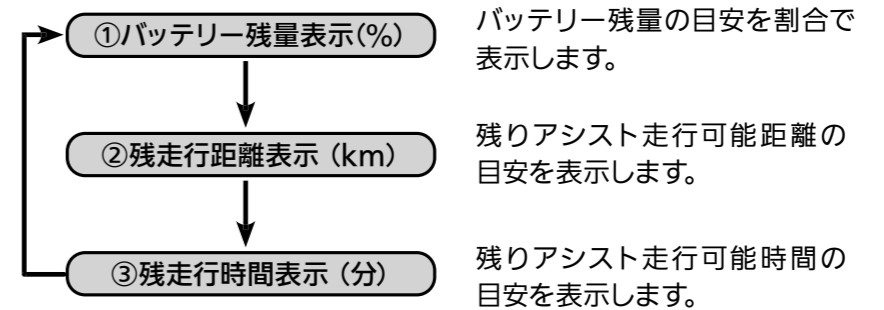 ①バッテリー残量表示(%)
バッテリー残量の目安を割合で
表示します。
②残走行距離表示（km）
残りアシスト走行可能距離の
目安を表示します。
③残走行時間表示（分）
残りアシスト走行可能時間の
目安を表示します。